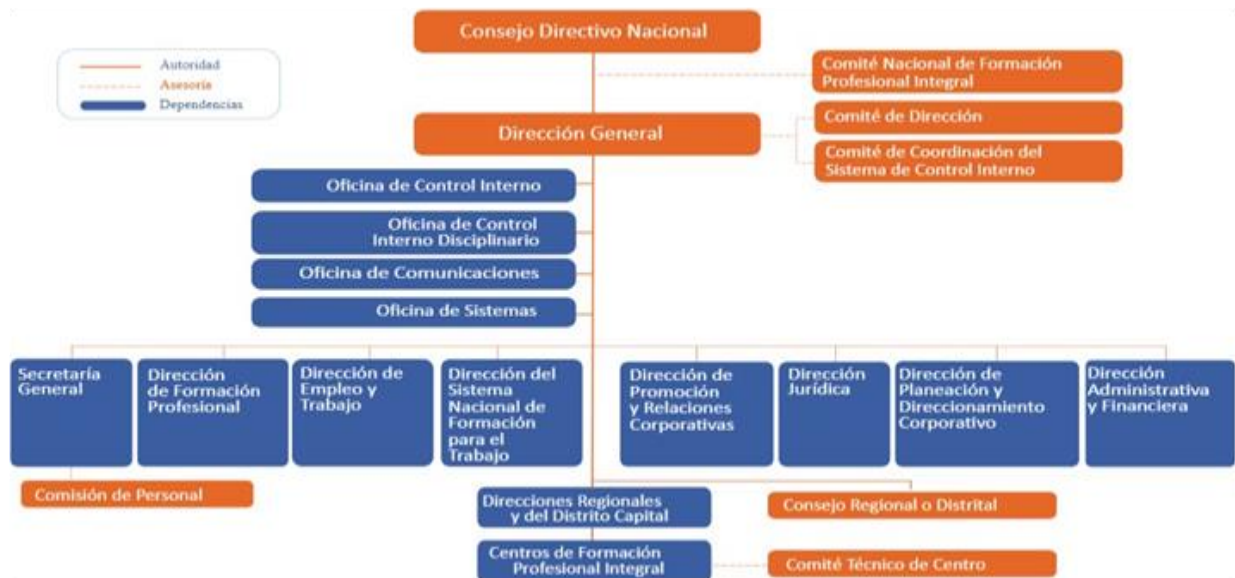 Consejo Directivo Nacional
Autoridad
Asesoría
Dependencias
Comité Nacional de Formación
Profesional Integral
Dirección General
Comité de Dirección
Comité de Coordinación del
Sistema de Control Interno
Oficina de Control Interno
Oficina de Control
Interno Disciplinario
Oficina de Comunicaciones
Oficina de Sistemas
Secretaría
General
Dirección
de Formación
Profesional
Dirección de
Empleo y
Trabajo
Dirección del
Sistema
Nacional de
Formación
para el
Trabajo
Dirección de
Promoción
y Relaciones
Corporativas
Dirección
Jurídica
Dirección de
Planeación y
Direccionamiento
Corporativo
Dirección
Administrativa
y Financiera
Comisión de Personal
Direcciones Regionales
y del Distrito Capital
Consejo Regional o Distrital
Centros de Formación
Profesional Integral
Comité Técnico de Centro